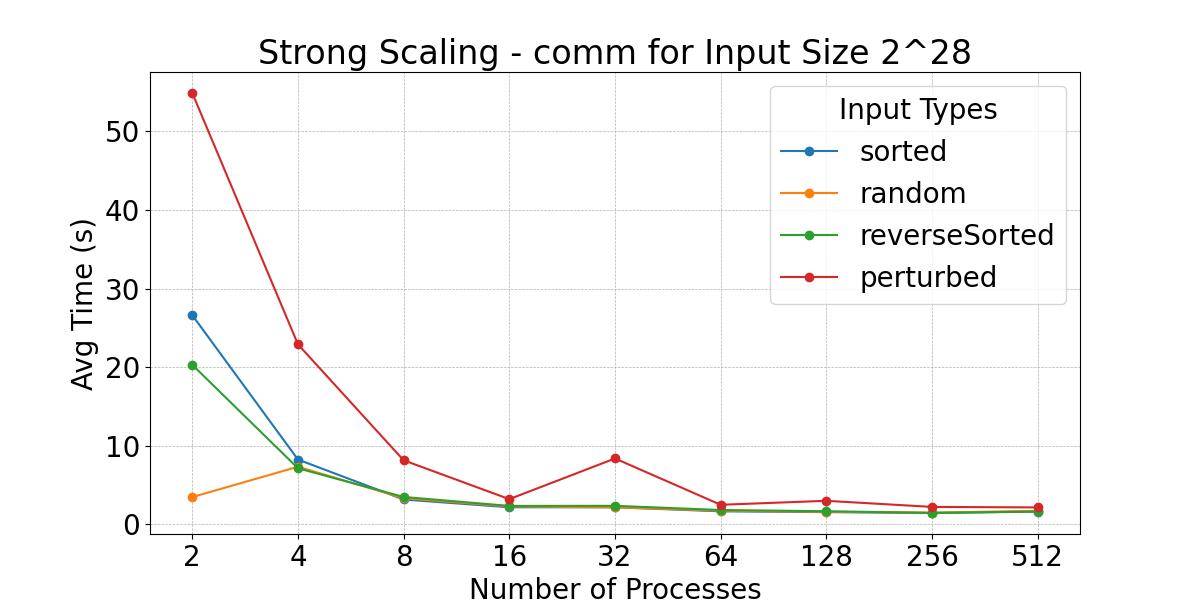 Strong Scaling - comm for Input Size 2^28
Avg Time (s)
50
40
30
20
10
0
Input Types
sorted
random
reverseSorted
perturbed
2 4 8 16 32 64 128 256 512
Number of Processes